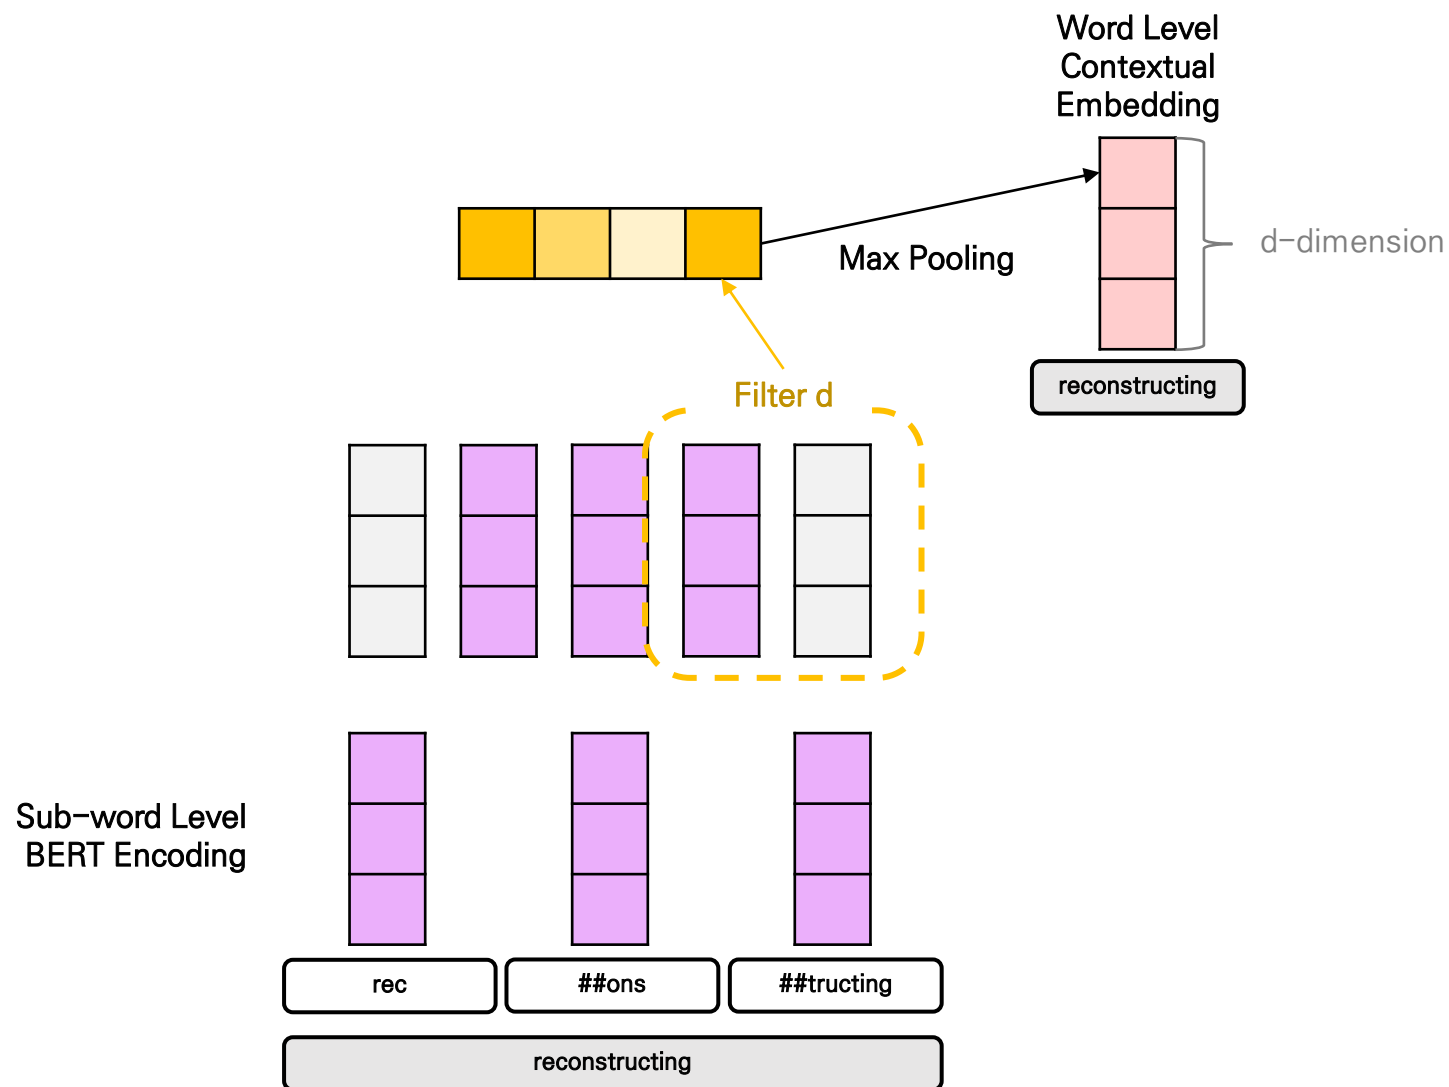 Word Level
Contextual
Embedding
Max Pooling
d-dimension
Filter d
reconstructing
Sub-word Level
BERT Encoding
rec
##ons
##tructing
reconstructing